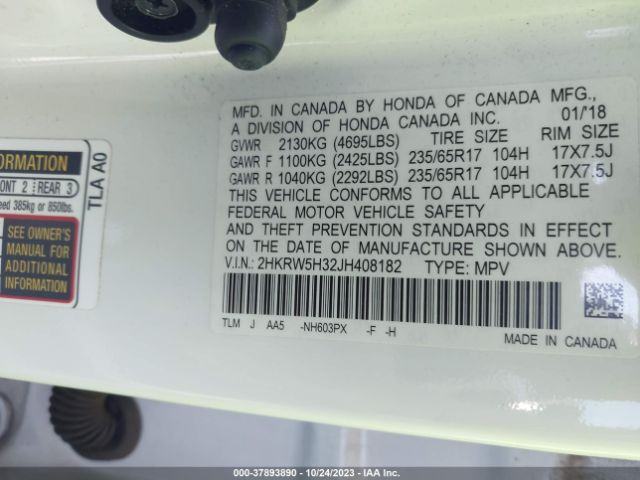 MFD. IN CANADA BY HONDA OF CANADA MFG.,
A DIVISION OF HONDA CANADA INC. 01/'18
GVWR 2130KG (4695LBS) TIRE SIZE RIM SIZE
GAWR F 1100KG (2425LBS) 235/65R17 104H 17X7.5J
GAWR R 1040KG (2292LBS) 235/65R17 104H 17X7.5J
THIS VEHICLE CONFORMS TO ALL APPLICABLE
FEDERAL MOTOR VEHICLE SAFETY
AND THEFT PREVENTION STANDARDS IN EFFECT
ON THE DATE OF MANUFACTURE SHOWN ABOVE.
V.I.N.: 2HKRW5H32JH408182 TYPE: MPV
TLM J AA5 -NH603PX -F -H
MADE IN CANADA
ORMATION
ONT 2 REAR 3
eed 385kg or 850lbs.
SEE OWNER'S
MANUAL FOR
ADDITIONAL
INFORMATION
TLA A0
000-37893890 - 10/24/2023 - IAA Inc.